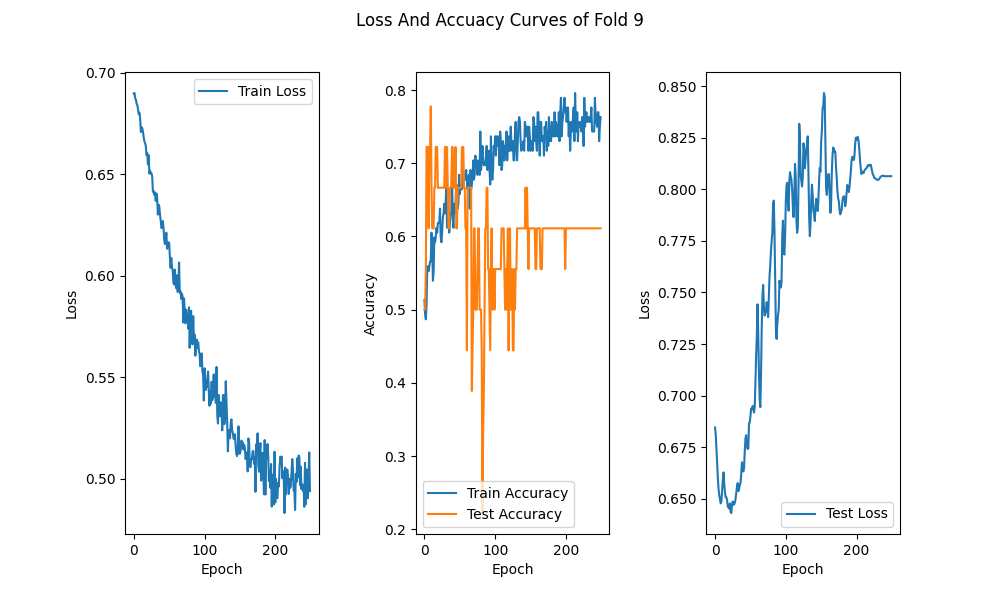 Loss And Accuacy Curves of Fold 9
0.70
0.65
0.60
0.55
0.50
Loss
0 100 200
Epoch
Train Loss
0.8
0.7
0.6
0.5
0.4
0.3
0.2
Accuracy
0 100 200
Epoch
Train Accuracy
Test Accuracy
0.850
0.825
0.800
0.775
0.750
0.725
0.700
0.675
0.650
Loss
0 100 200
Epoch
Test Loss